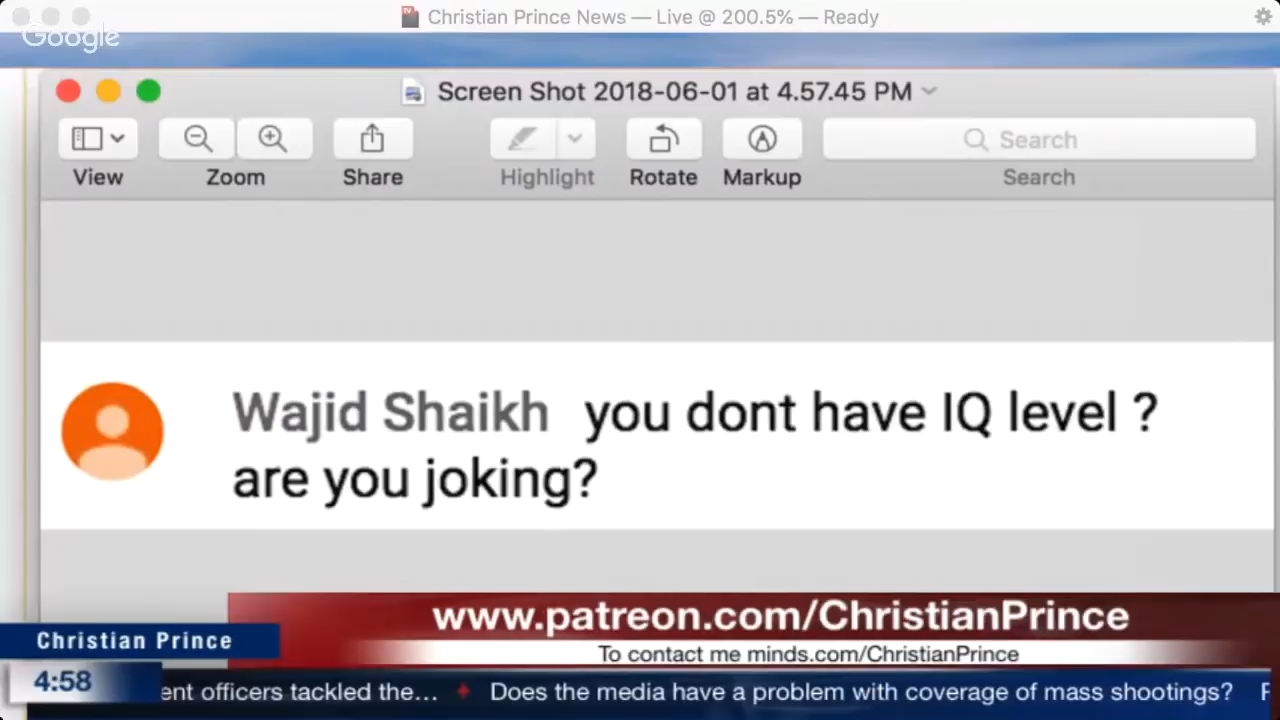 Christian Prince News — Live @ 200.5% — Ready
Google
Screen Shot 2018-06-01 at 4.57.45 PM
Search
View Zoom Share Highlight Rotate Markup Search
Wajid Shaikh you dont have IQ level ?
are you joking?
www.patreon.com/ChristianPrince
Christian Prince
To contact me minds.com/ChristianPrince
4:58
ent officers tackled the... Does the media have a problem with coverage of mass shootings?